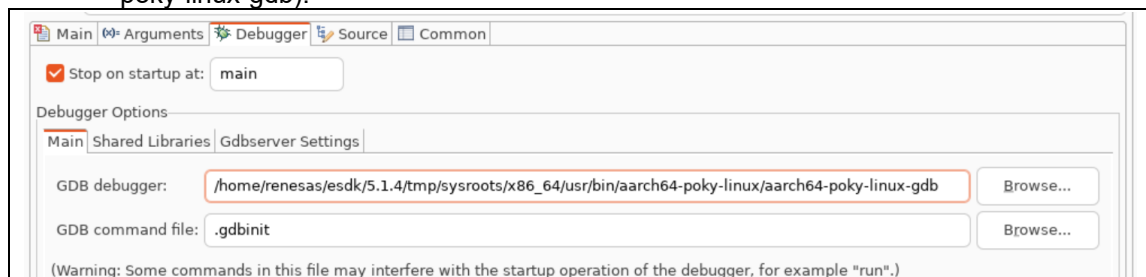 poky-linux-gdb).
Main (x)= Arguments Debugger Source Common
Stop on startup at: main
Debugger Options
Main Shared Libraries Gdbserver Settings
GDB debugger: /home/renesas/esdk/5.1.4/tmp/sysroots/x86_64/usr/bin/aarch64-poky-linux/aarch64-poky-linux-gdb Browse...
GDB command file: .gdbinit Browse...
(Warning: Some commands in this file may interfere with the startup operation of the debugger, for example "run".)